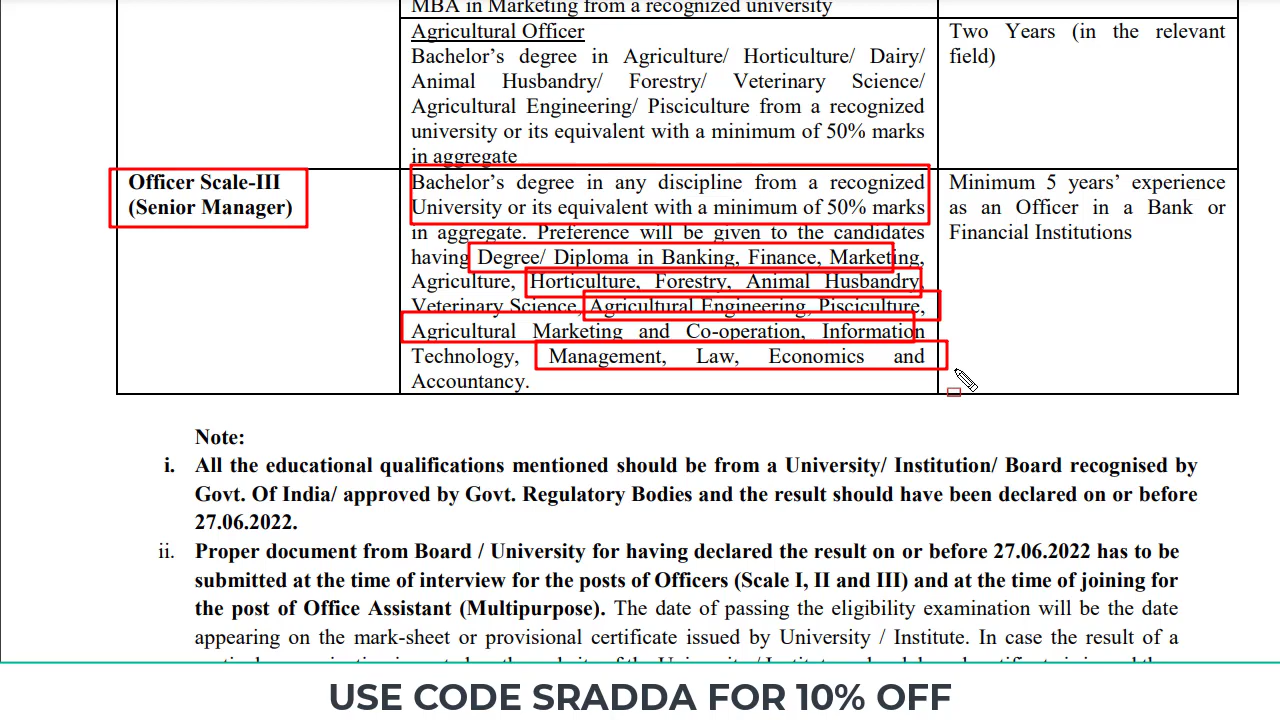 MBA in Marketing from a recognized university
Agricultural Officer
Bachelor’s degree in Agriculture/ Horticulture/ Dairy/
Animal Husbandry/ Forestry/ Veterinary Science/
Agricultural Engineering/ Pisciculture from a recognized
university or its equivalent with a minimum of 50% marks
in aggregate
Two Years (in the relevant
field)
Officer Scale-III
(Senior Manager)
Bachelor’s degree in any discipline from a recognized
University or its equivalent with a minimum of 50% marks
in aggregate. Preference will be given to the candidates
having Degree/ Diploma in Banking, Finance, Marketing,
Agriculture, Horticulture, Forestry, Animal Husbandry,
Veterinary Science, Agricultural Engineering, Pisciculture,
Agricultural Marketing and Co-operation, Information
Technology, Management, Law, Economics and
Accountancy.
Minimum 5 years’ experience
as an Officer in a Bank or
Financial Institutions
Note:
i. All the educational qualifications mentioned should be from a University/ Institution/ Board recognised by
Govt. Of India/ approved by Govt. Regulatory Bodies and the result should have been declared on or before
27.06.2022.
ii. Proper document from Board / University for having declared the result on or before 27.06.2022 has to be
submitted at the time of interview for the posts of Officers (Scale I, II and III) and at the time of joining for
the post of Office Assistant (Multipurpose). The date of passing the eligibility examination will be the date
appearing on the mark-sheet or provisional certificate issued by University / Institute. In case the result of a
USE CODE SRADDA FOR 10% OFF